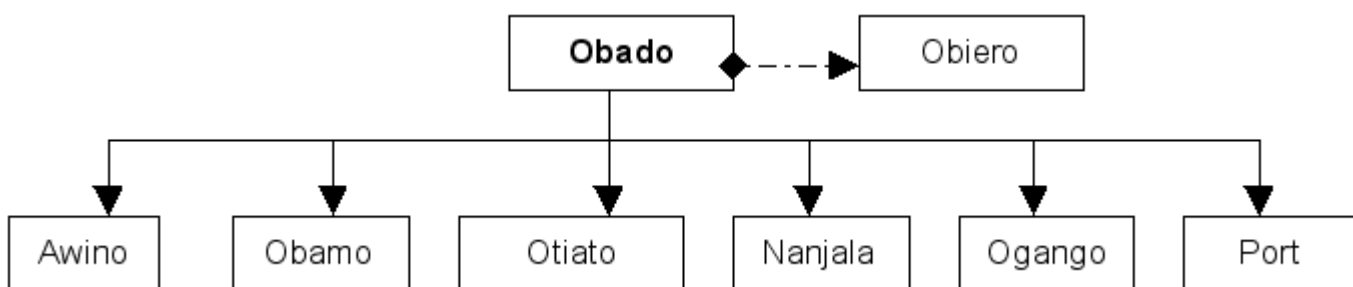 Obado
Obiero
Awino
Obamo
Otiato
Nanjala
Ogango
Port